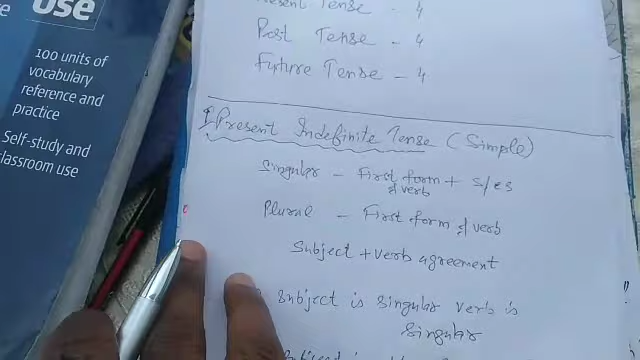 Use
100 units of
vocabulary
reference and
practice
Self-study and
classroom use
Present Tense - 4
Past Tense - 4
Future Tense - 4
Present Indefinite Tense (Simple)
Singular - First form + s/es
of verb
Plural - First form of verb
Subject + verb agreement
Subject is singular verb is
singular